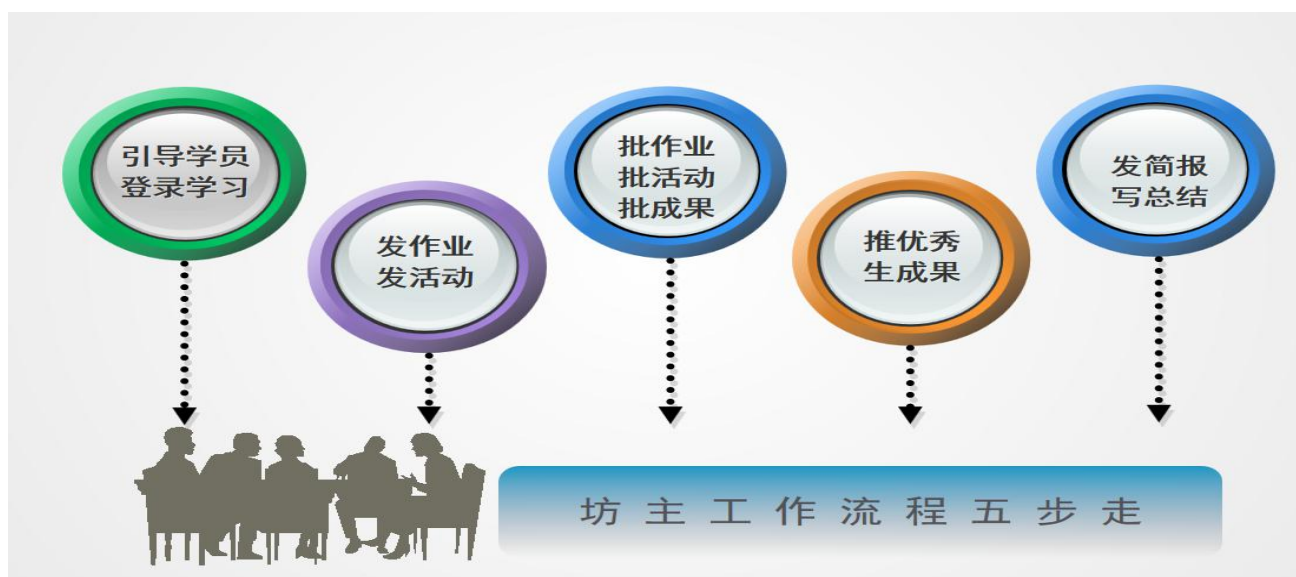 引导学员
登录学习
发作业
发活动
批作业
批活动
批成果
推优秀
生成果
发简报
写总结
坊主工作流程五步走